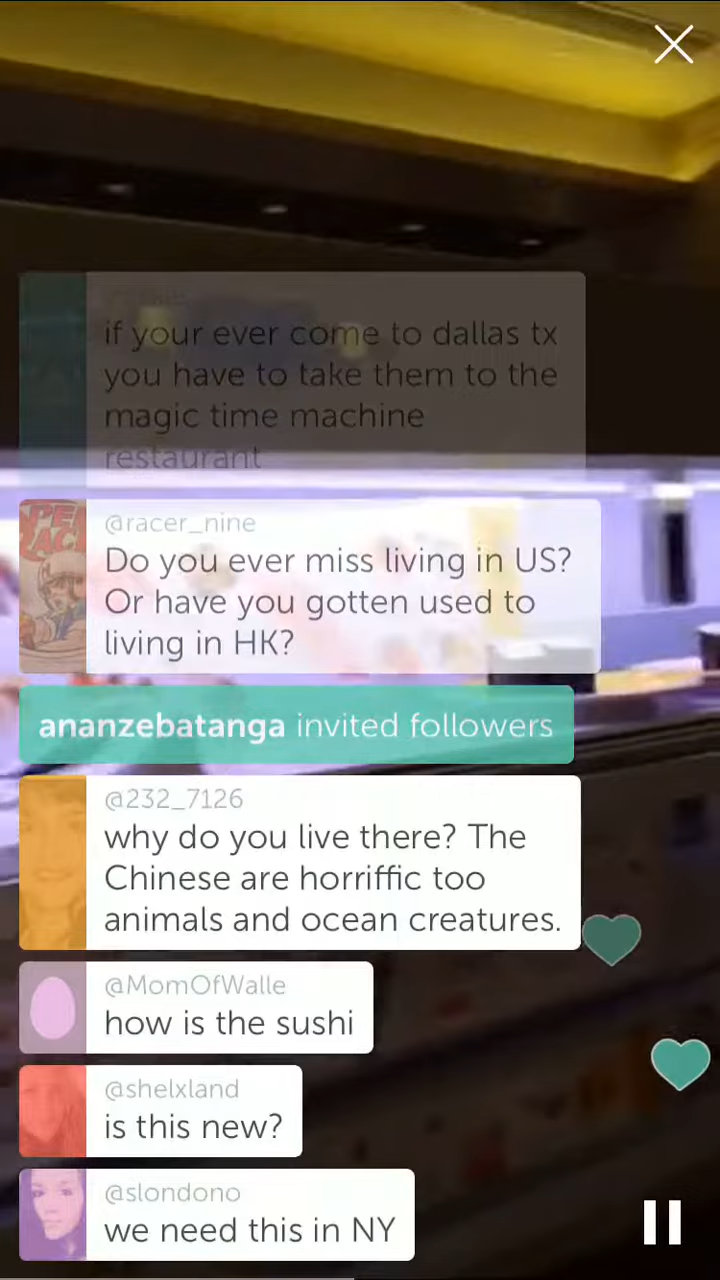 if your ever come to dallas tx
you have to take them to the
magic time machine
restaurant
@racer_nine
Do you ever miss living in US?
Or have you gotten used to
living in HK?
ananzebatanga invited followers
@232_7126
why do you live there? The
Chinese are horriffic too
animals and ocean creatures.
@MomOfWalle
how is the sushi
@shelxland
is this new?
@slondono
we need this in NY